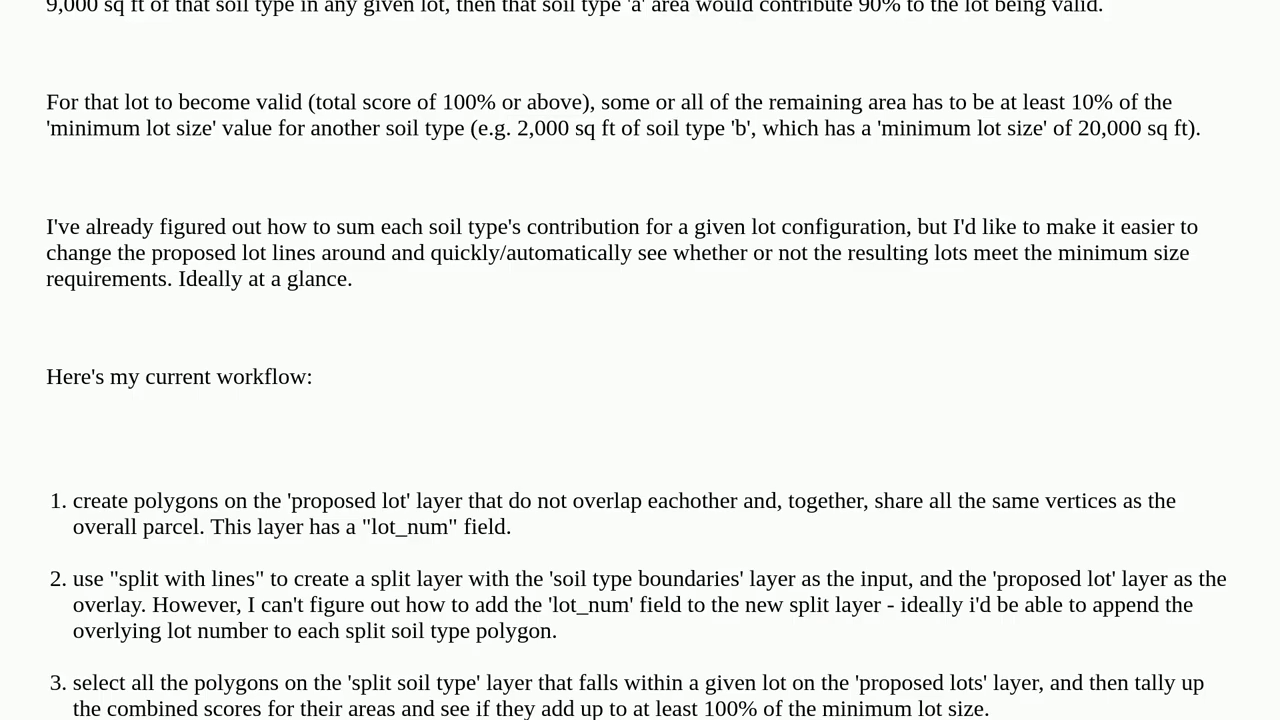 9,000 sq ft of that soil type in any given lot, then that soil type 'a' area would contribute 90% to the lot being valid.
For that lot to become valid (total score of 100% or above), some or all of the remaining area has to be at least 10% of the
'minimum lot size' value for another soil type (e.g. 2,000 sq ft of soil type 'b', which has a 'minimum lot size' of 20,000 sq ft).
I've already figured out how to sum each soil type's contribution for a given lot configuration, but I'd like to make it easier to
change the proposed lot lines around and quickly/automatically see whether or not the resulting lots meet the minimum size
requirements. Ideally at a glance.
Here's my current workflow:
1. create polygons on the 'proposed lot' layer that do not overlap eachother and, together, share all the same vertices as the
overall parcel. This layer has a "lot_num" field.
2. use "split with lines" to create a split layer with the 'soil type boundaries' layer as the input, and the 'proposed lot' layer as the
overlay. However, I can't figure out how to add the 'lot_num' field to the new split layer - ideally i'd be able to append the
overlying lot number to each split soil type polygon.
3. select all the polygons on the 'split soil type' layer that falls within a given lot on the 'proposed lots' layer, and then tally up
the combined scores for their areas and see if they add up to at least 100% of the minimum lot size.